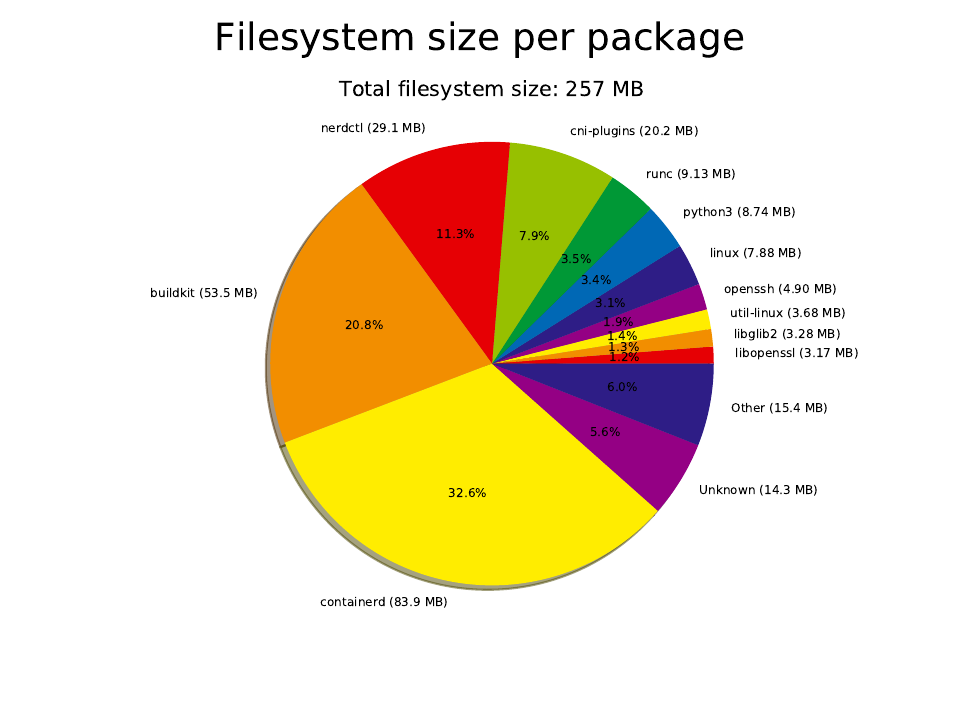 Filesystem size per package
Total filesystem size: 257 MB
nerdctl (29.1 MB)
cni-plugins (20.2 MB)
runc (9.13 MB)
python3 (8.74 MB)
linux (7.88 MB)
openssh (4.90 MB)
util-linux (3.68 MB)
libglib2 (3.28 MB)
libopenssl (3.17 MB)
Other (15.4 MB)
Unknown (14.3 MB)
containerd (83.9 MB)
buildkit (53.5 MB)
11.3%
7.9%
3.5%
3.4%
3.1%
1.9%
1.4%
1.3%
1.2%
6.0%
5.6%
32.6%
20.8%